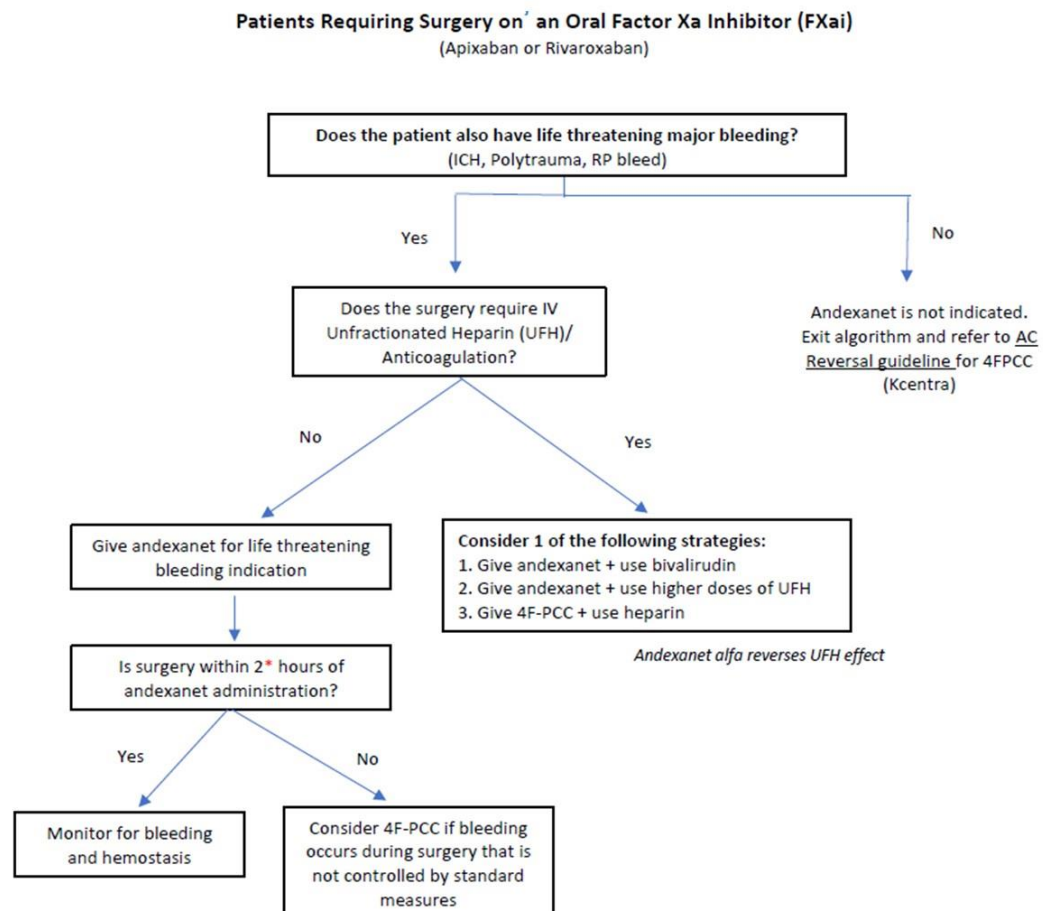 Patients Requiring Surgery on´ an Oral Factor Xa Inhibitor (FXai)
(Apixaban or Rivaroxaban)
Does the patient also have life threatening major bleeding?
(ICH, Polytrauma, RP bleed)
Yes
No
Does the surgery require IV
Unfractionated Heparin (UFH)/
Anticoagulation?
Andexanet is not indicated.
Exit algorithm and refer to AC
Reversal guideline for 4FPCC
(Kcentra)
No
Yes
Give andexanet for life threatening
bleeding indication
Consider 1 of the following strategies:
1. Give andexanet + use bivalirudin
2. Give andexanet + use higher doses of UFH
3. Give 4F-PCC + use heparin
Andexanet alfa reverses UFH effect
Is surgery within 2* hours of
andexanet administration?
Yes
No
Monitor for bleeding
and hemostasis
Consider 4F-PCC if bleeding
occurs during surgery that is
not controlled by standard
measures